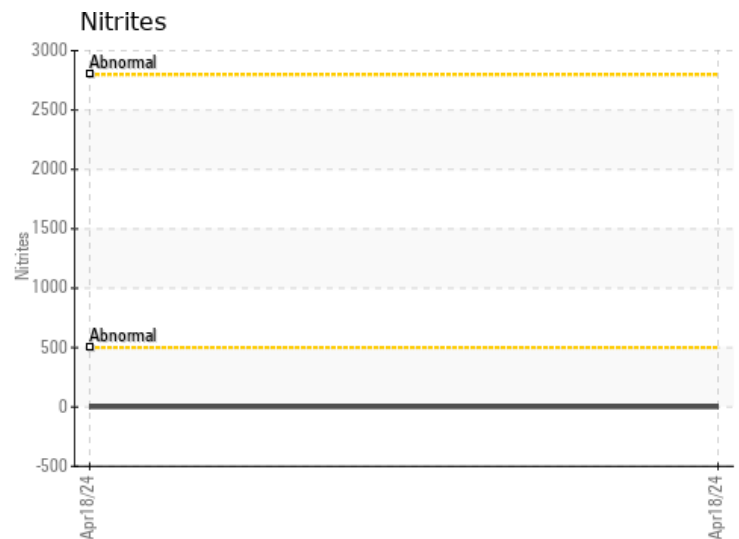 Nitrites
3000
Abnormal
2500
2000
1500
Nitrites
1000
Abnormal
500
0
-500
Apr18/24
Apr18/24